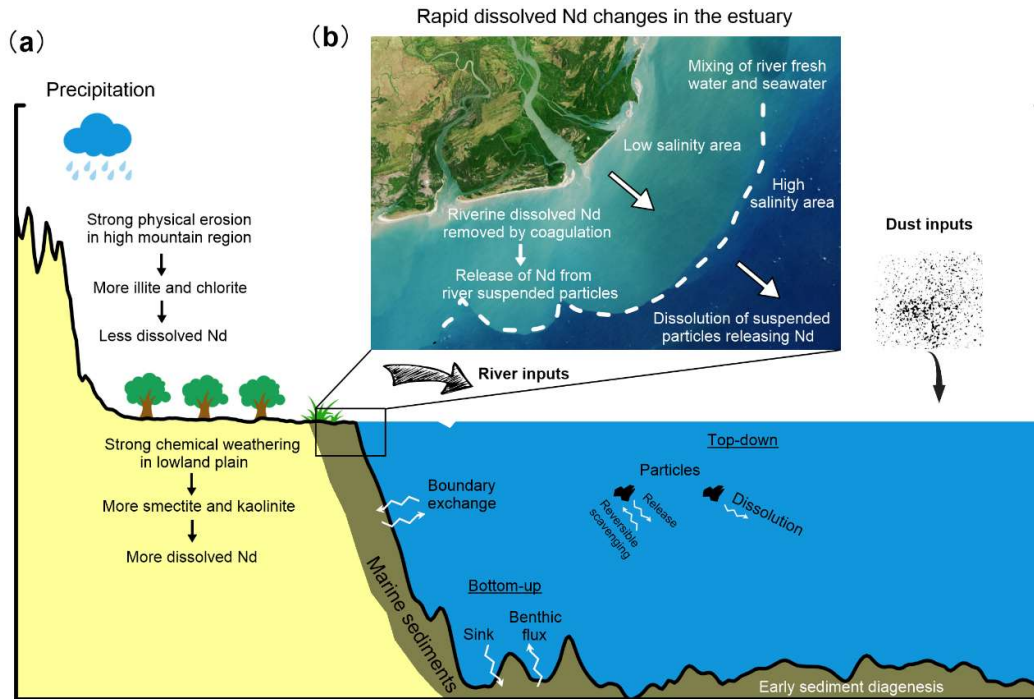 Rapid dissolved Nd changes in the estuary
(a)
(b)
Precipitation
Strong physical erosion
in high mountain region
More illite and chlorite
Less dissolved Nd
Mixing of river fresh
water and seawater
Low salinity area
High
salinity area
Riverine dissolved Nd
removed by coagulation
Release of Nd from
river suspended particles
Dissolution of suspended
particles releasing Nd
Dust inputs
River inputs
Strong chemical weathering
in lowland plain
More smectite and kaolinite
More dissolved Nd
Boundary
exchange
Top-down
Particles
Release
Reversible
scavenging
Dissolution
Marine sediments
Bottom-up
Sink
Benthic
flux
Early sediment diagenesis